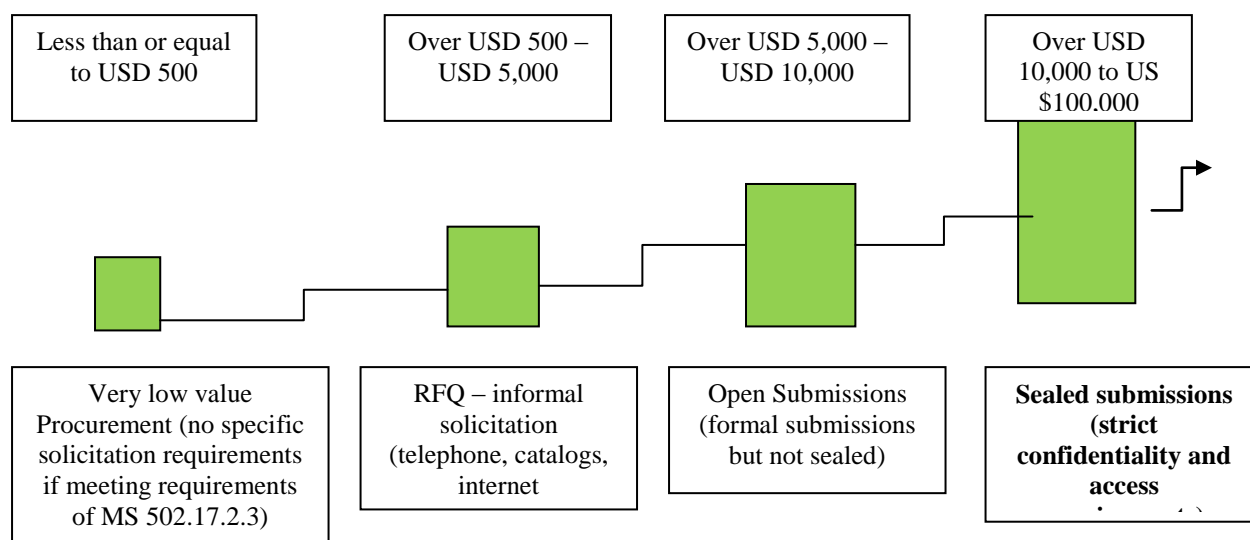 Less than or equal
to USD 500
Over USD 500 –
USD 5,000
Over USD 5,000 –
USD 10,000
Over USD
10,000 to US
$100.000
Very low value
Procurement (no specific
solicitation requirements
if meeting requirements
of MS 502.17.2.3)
RFQ – informal
solicitation
(telephone, catalogs,
internet
Open Submissions
(formal submissions
but not sealed)
Sealed submissions
(strict
confidentiality and
access